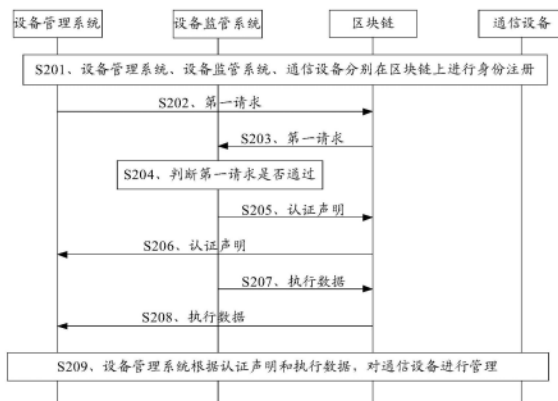 设备管理系统 设备监管系统 区块链 通信设备
S201、设备管理系统、设备监管系统、通信设备分别在区块链上进行身份注册
S202、第一请求
S203、第一请求
S204、判断第一请求是否通过
S205、认证声明
S206、认证声明
S207、执行数据
S208、执行数据
S209、设备管理系统根据认证声明和执行数据，对通信设备进行管理